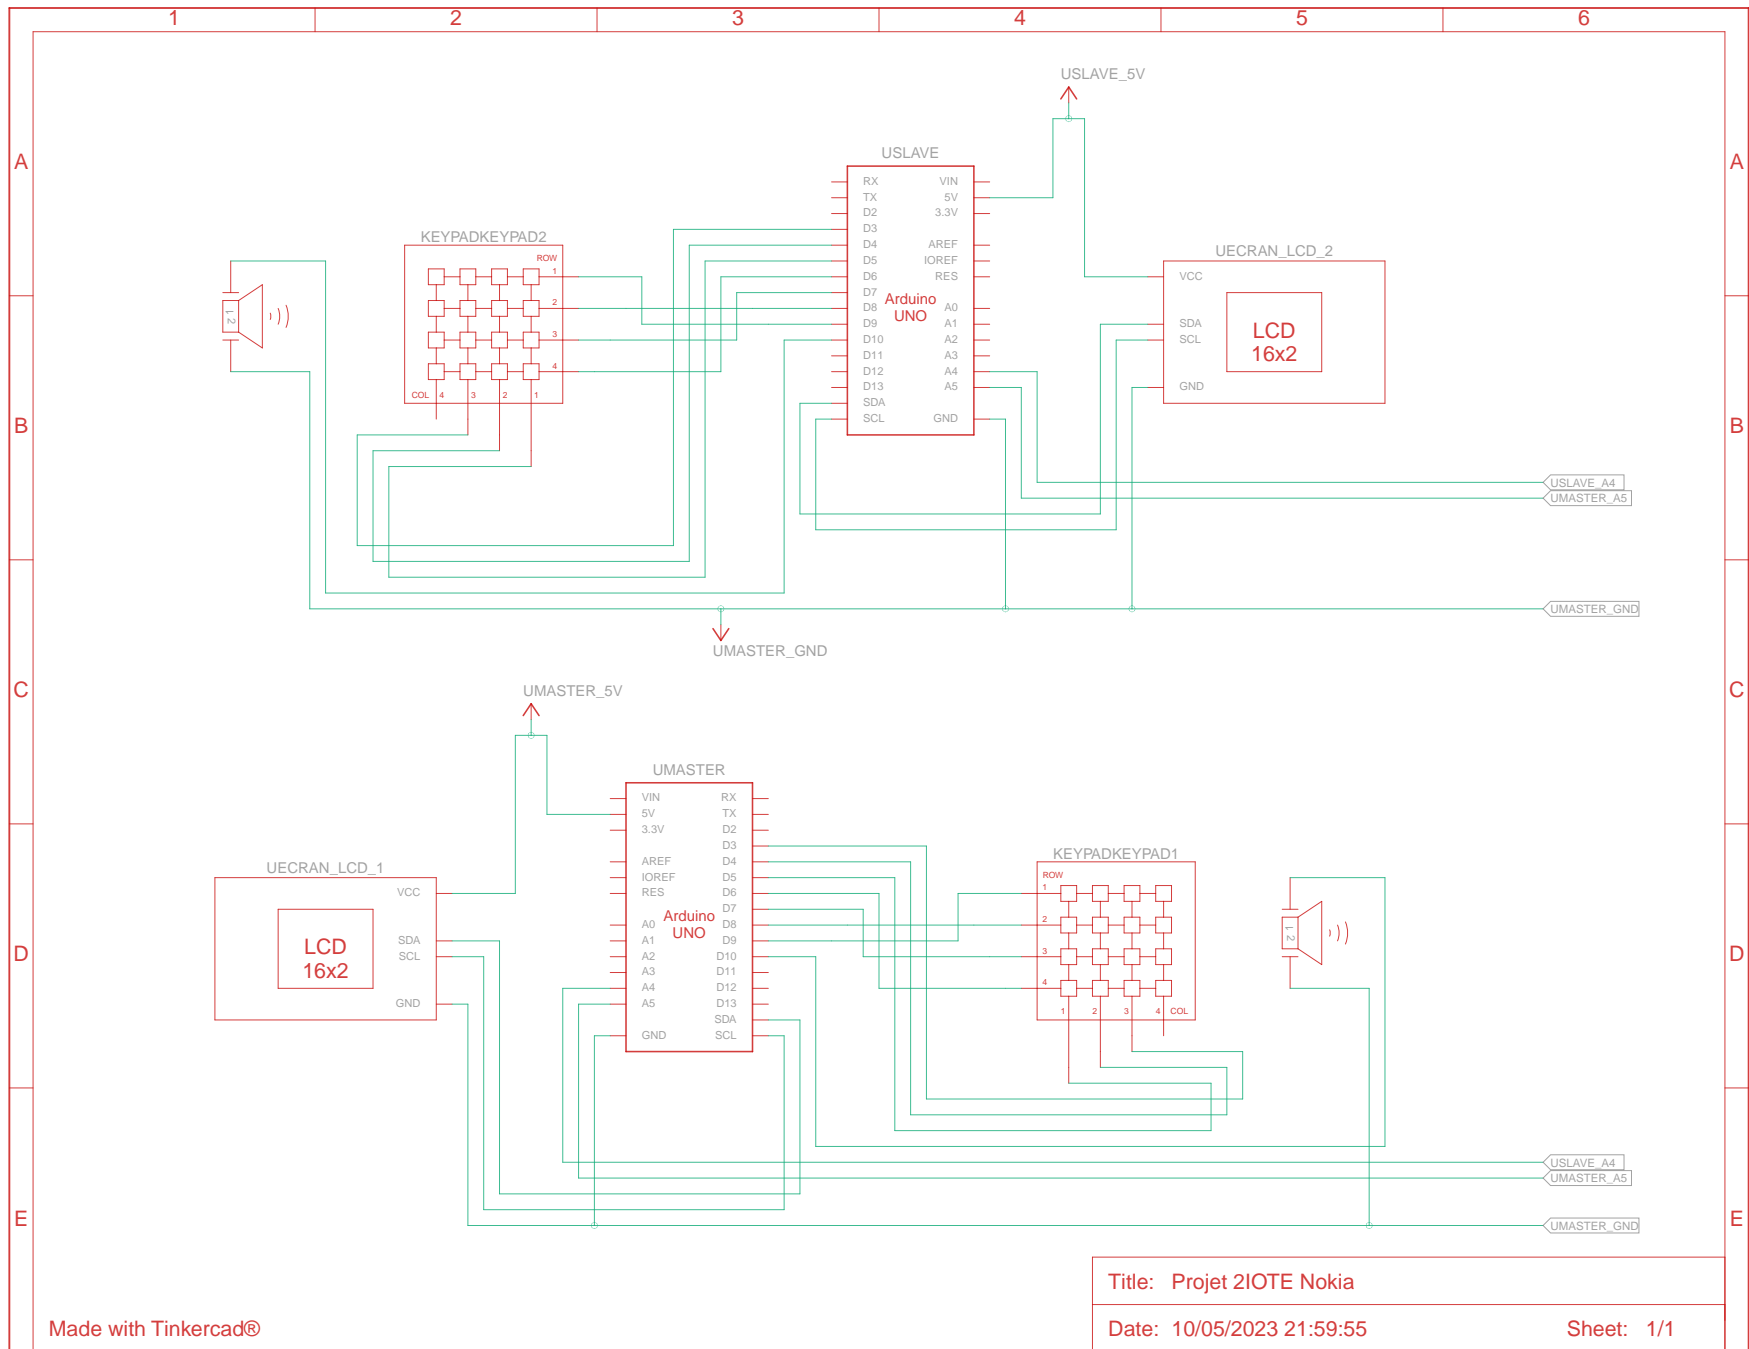 1 2 3 4 5 6
USLAVE_5V
A A
USLAVE
RX VIN
TX 5V
D2 3.3V
D3
D4 AREF
D5 IOREF
D6 RES
D7
D8 A0
D9 A1
D10 A2
D11 A3
D12 A4
D13 A5
SDA
SCL GND
Arduino
UNO
KEYPADKEYPAD2
ROW
1
2
3
4
COL 4 3 2 1
1 2
UECRAN_LCD_2
VCC
SDA
SCL
GND
LCD
16x2
B B
USLAVE_A4
UMASTER_A5
UMASTER_GND
UMASTER_GND
C C
UMASTER_5V
UMASTER
VIN RX
5V TX
3.3V D2
D3
AREF D4
IOREF D5
RES D6
D7
A0 D8
A1 D9
A2 D10
A3 D11
A4 D12
A5 D13
SDA
GND SCL
Arduino
UNO
UECRAN_LCD_1
VCC
SDA
SCL
GND
LCD
16x2
KEYPADKEYPAD1
ROW
1
2
3
4
1 2 3 4 COL
1 2
D D
USLAVE_A4
UMASTER_A5
E E
UMASTER_GND
Title: Projet 2IOTE Nokia
Made with Tinkercad®
Date: 10/05/2023 21:59:55 Sheet: 1/1